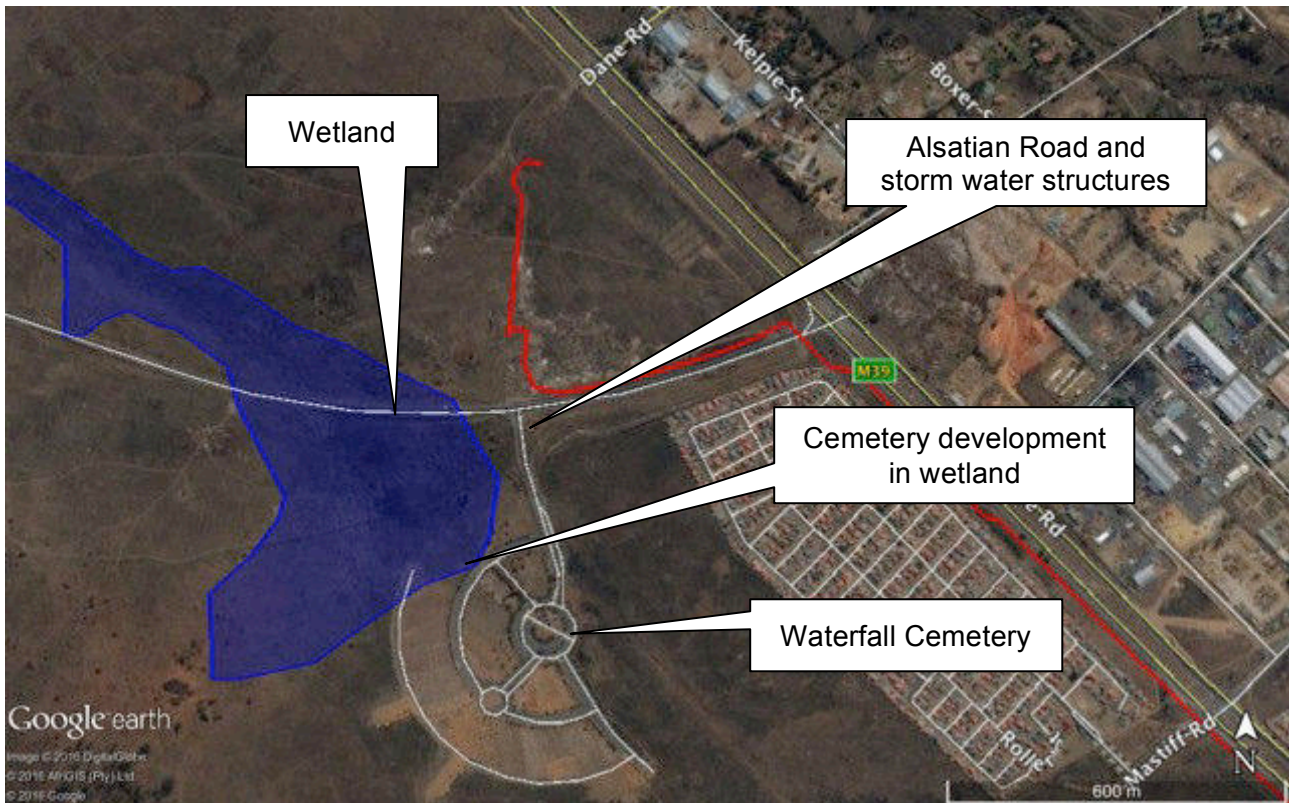 Dane-Rd
Kelpie-St
Boxer-S
Wetland
Alsatian Road and
storm water structures
M39
Cemetery development
in wetland
e-Rd
Waterfall Cemetery
Google earth
Image © 2016 DigitalGlobe
© 2016 AfriGIS (Pty) Ltd.
© 2016 Google
Mastiff-Rd
N
600 m